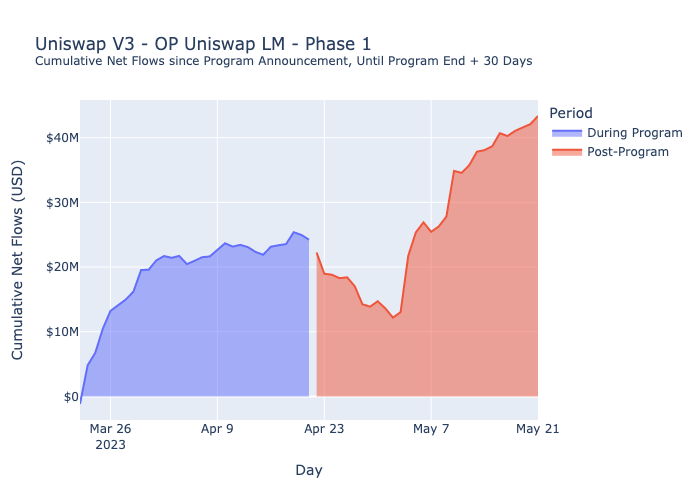 Uniswap V3 - OP Uniswap LM - Phase 1
Cumulative Net Flows since Program Announcement, Until Program End + 30 Days
Period
During Program
Post-Program
Cumulative Net Flows (USD)
$40M
$30M
$20M
$10M
$0
Mar 26
2023
Apr 9
Apr 23
May 7
May 21
Day